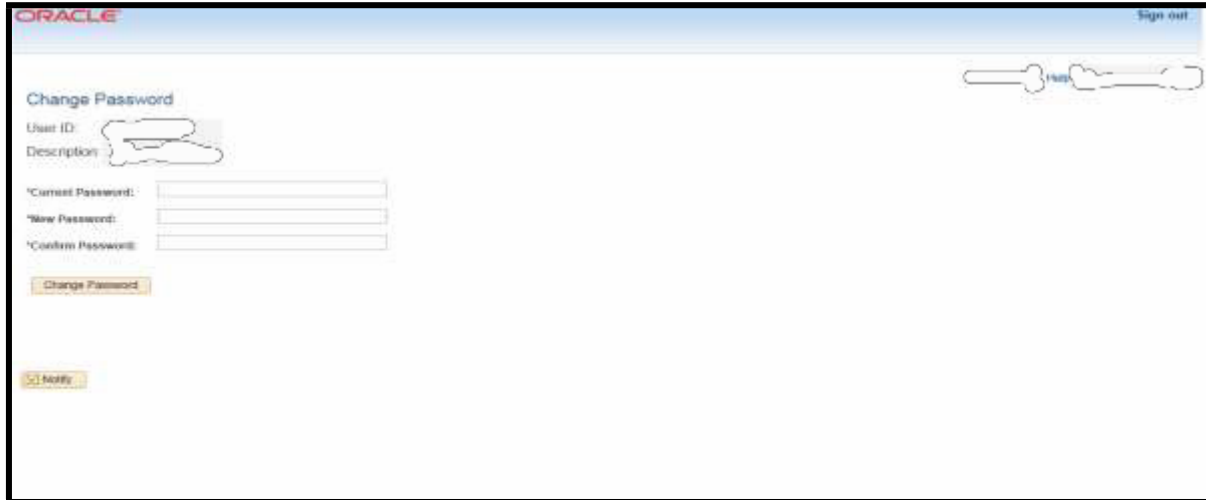 ORACLE
Sign out
Help
Change Password
User ID:
Description:
*Current Password:
*New Password:
*Confirm Password:
Change Password
Notify